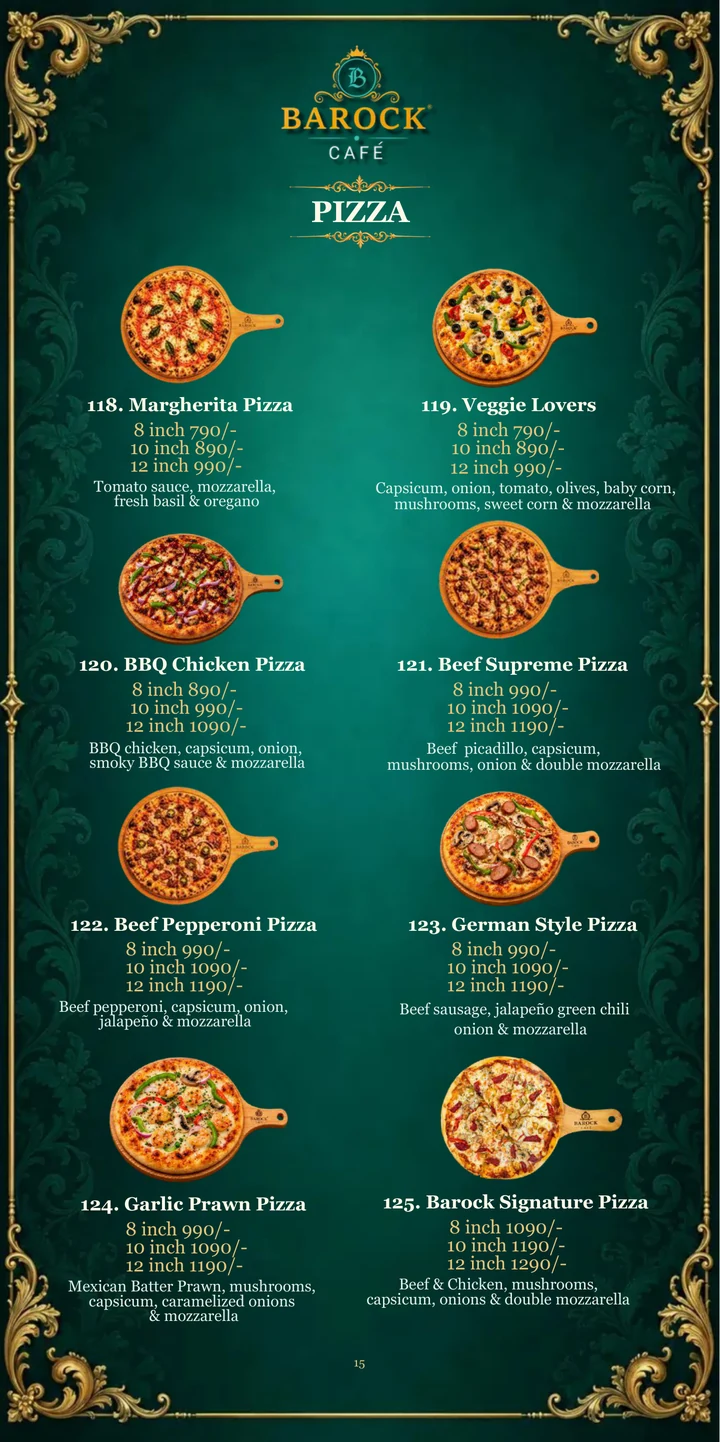 B
BAROCK
CAFÉ
PIZZA
118. Margherita Pizza
8 inch 790/-
10 inch 890/-
12 inch 990/-
Tomato sauce, mozzarella,
fresh basil & oregano
119. Veggie Lovers
8 inch 790/-
10 inch 890/-
12 inch 990/-
Capsicum, onion, tomato, olives, baby corn,
mushrooms, sweet corn & mozzarella
120. BBQ Chicken Pizza
8 inch 890/-
10 inch 990/-
12 inch 1090/-
BBQ chicken, capsicum, onion,
smoky BBQ sauce & mozzarella
121. Beef Supreme Pizza
8 inch 990/-
10 inch 1090/-
12 inch 1190/-
Beef  picadillo, capsicum,
mushrooms, onion & double mozzarella
122. Beef Pepperoni Pizza
8 inch 990/-
10 inch 1090/-
12 inch 1190/-
Beef pepperoni, capsicum, onion,
jalapeño & mozzarella
123. German Style Pizza
8 inch 990/-
10 inch 1090/-
12 inch 1190/-
Beef sausage, jalapeño green chili
onion & mozzarella
BAROCK
124. Garlic Prawn Pizza
8 inch 990/-
10 inch 1090/-
12 inch 1190/-
Mexican Batter Prawn, mushrooms,
capsicum, caramelized onions
& mozzarella
125. Barock Signature Pizza
8 inch 1090/-
10 inch 1190/-
12 inch 1290/-
Beef & Chicken, mushrooms,
capsicum, onions & double mozzarella
15